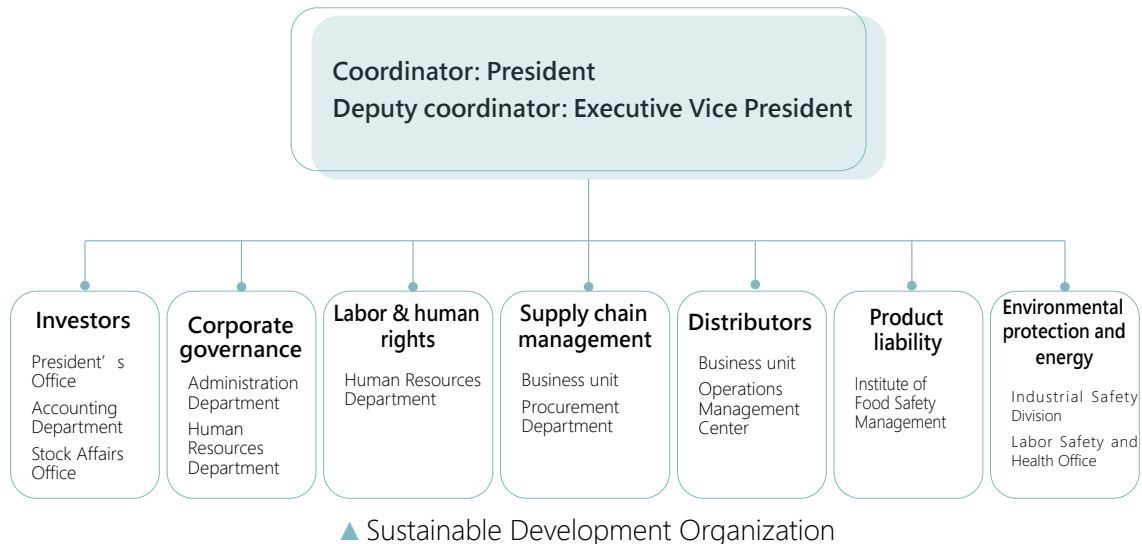 Coordinator: President
Deputy coordinator: Executive Vice President
Investors
President’ s
Office
Accounting
Department
Stock Affairs
Office
Corporate
governance
Administration
Department
Human
Resources
Department
Labor & human
rights
Human Resources
Department
Supply chain
management
Business unit
Procurement
Department
Distributors
Business unit
Operations
Management
Center
Product
liability
Institute of
Food Safety
Management
Environmental
protection and
energy
Industrial Safety
Division
Labor Safety and
Health Office
▲ Sustainable Development Organization